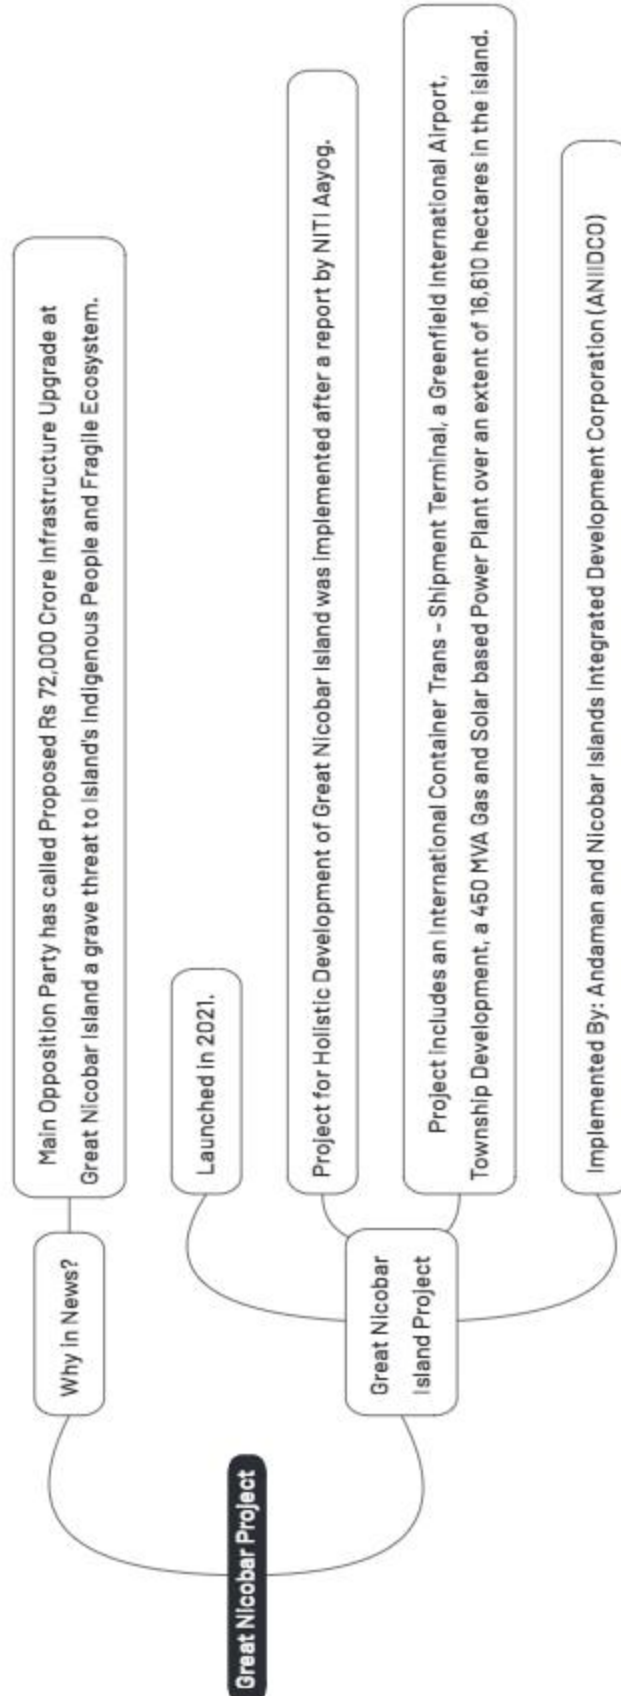 Great Nicobar Project
Why in News?
Main Opposition Party has called Proposed Rs 72,000 Crore Infrastructure Upgrade at
Great Nicobar Island a grave threat to Island's Indigenous People and Fragile Ecosystem.
Great Nicobar
Island Project
Launched in 2021.
Project for Holistic Development of Great Nicobar Island was implemented after a report by NITI Aayog.
Project includes an International Container Trans - Shipment Terminal, a Greenfield International Airport,
Township Development, a 450 MVA Gas and Solar based Power Plant over an extent of 16,610 hectares in the island.
Implemented By: Andaman and Nicobar Islands Integrated Development Corporation (ANIIDCO)